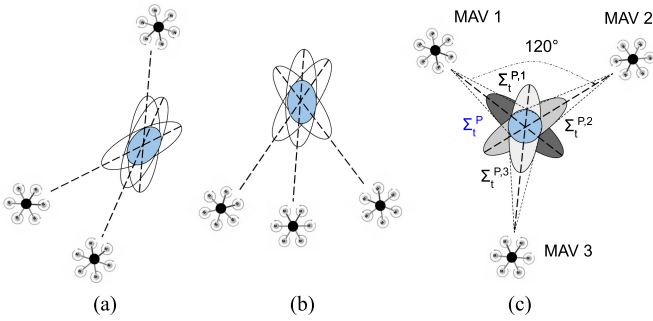 MAV 1
MAV 2
120°
Σ_t^{P,1}
Σ_t^P
Σ_t^{P,2}
Σ_t^{P,3}
MAV 3
(a)
(b)
(c)